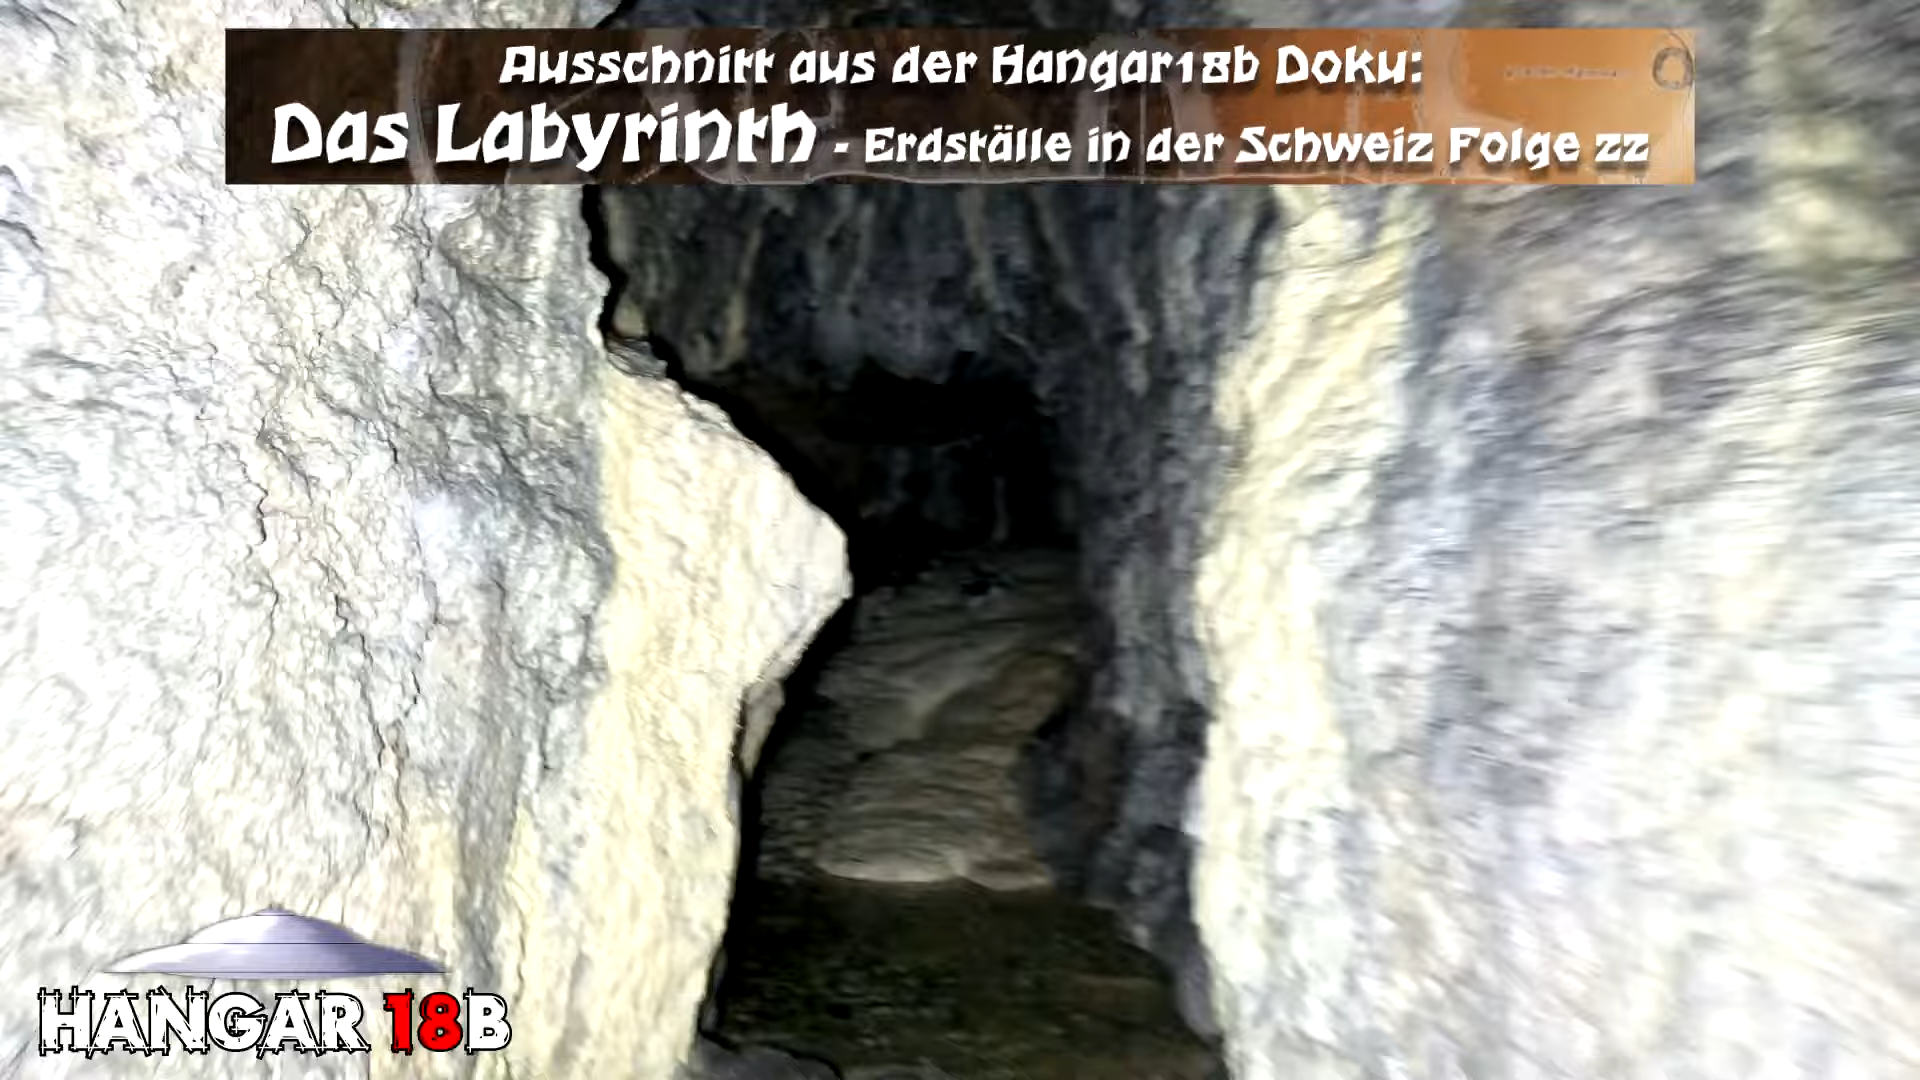 Ausschnitt aus der Hangar18b Doku:
Das Labyrinth - Erdställe in der Schweiz Folge 22
HANGAR 18B